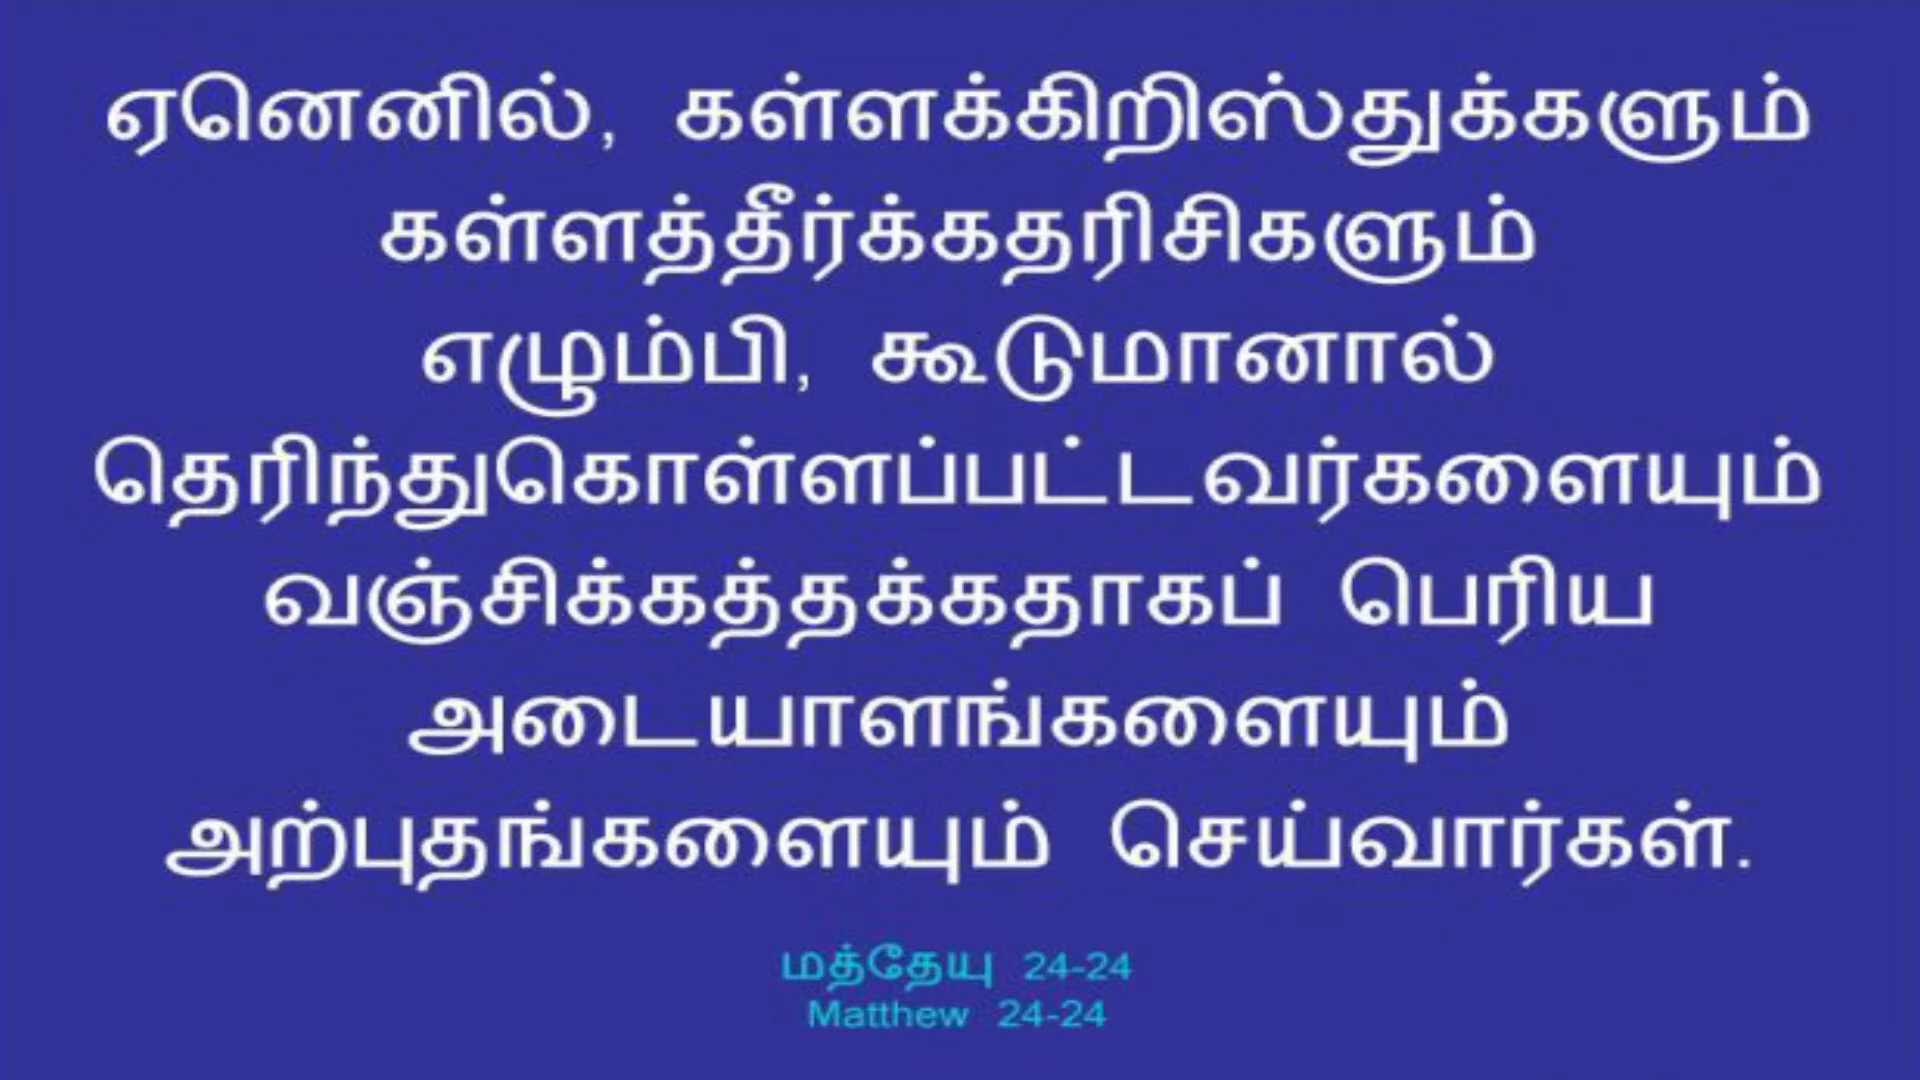 ஏனெனில், கள்ளக்கிறிஸ்துக்களும்
கள்ளத்தீர்க்கதரிசிகளும்
எழும்பி, கூடுமானால்
தெரிந்துகொள்ளப்பட்டவர்களையும்
வஞ்சிக்கத்தக்கதாகப் பெரிய
அடையாளங்களையும்
அற்புதங்களையும் செய்வார்கள்.
மத்தேயு 24-24
Matthew 24-24